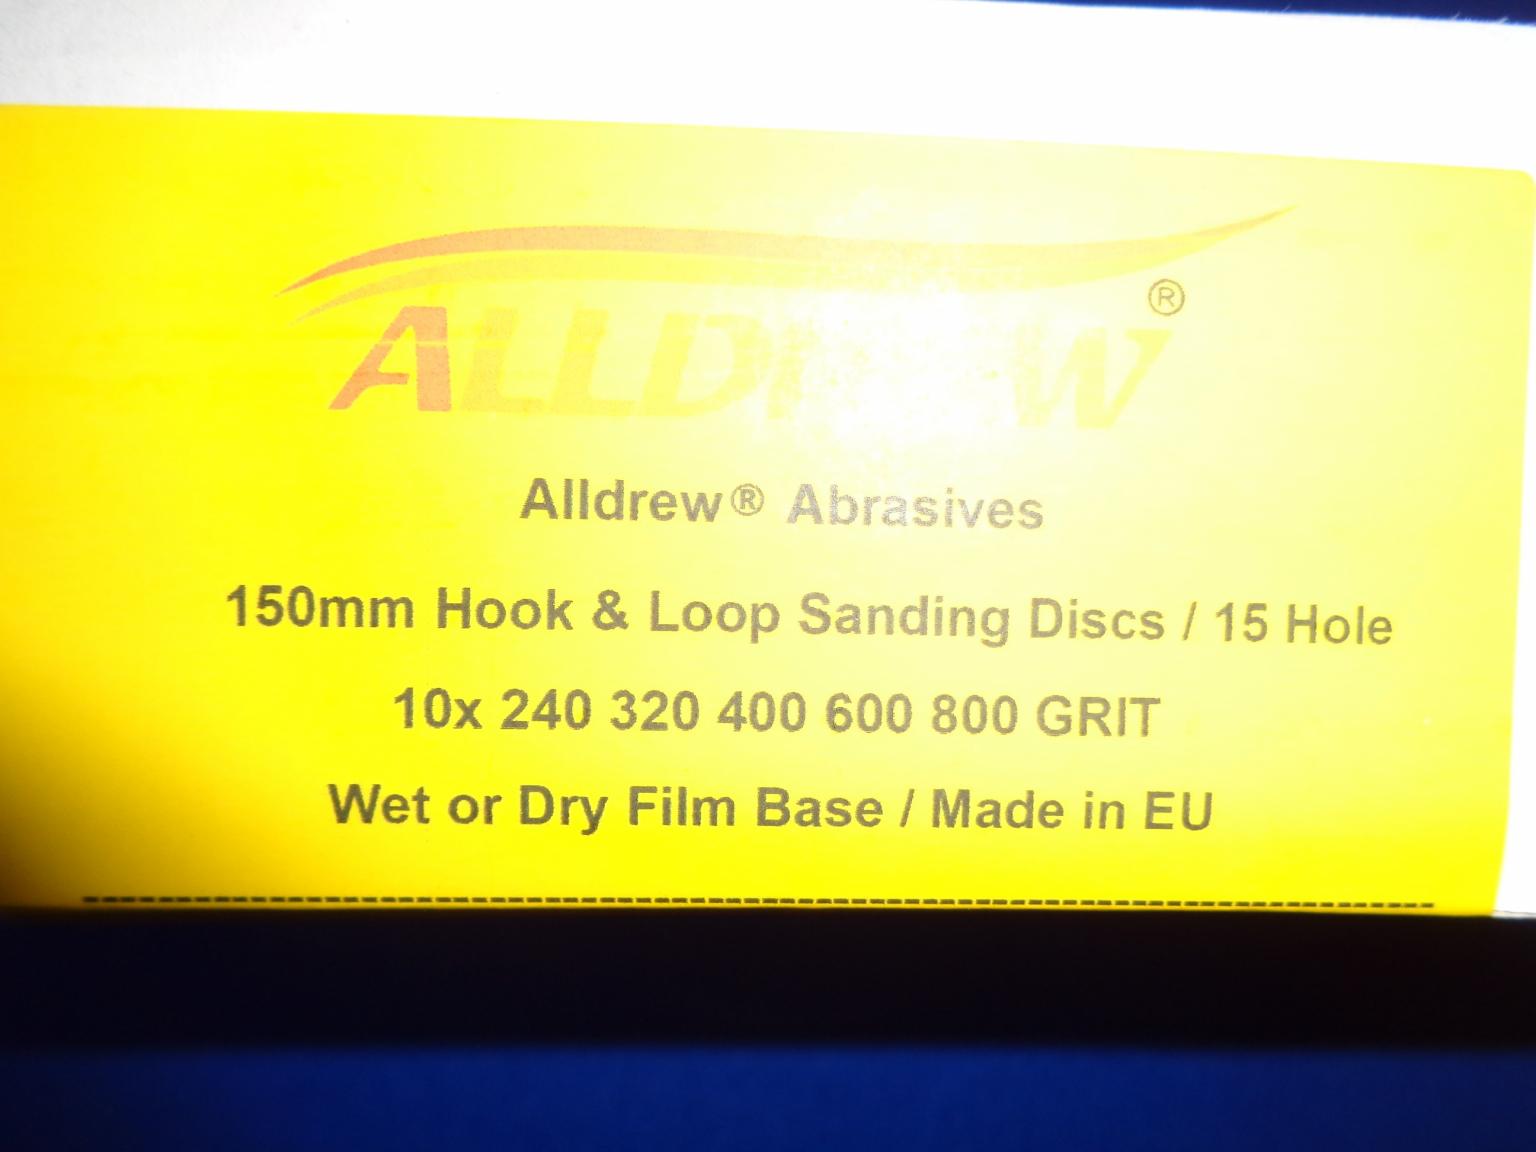 ALLDREW®
Alldrew® Abrasives
150mm Hook & Loop Sanding Discs / 15 Hole
10x 240 320 400 600 800 GRIT
Wet or Dry Film Base / Made in EU